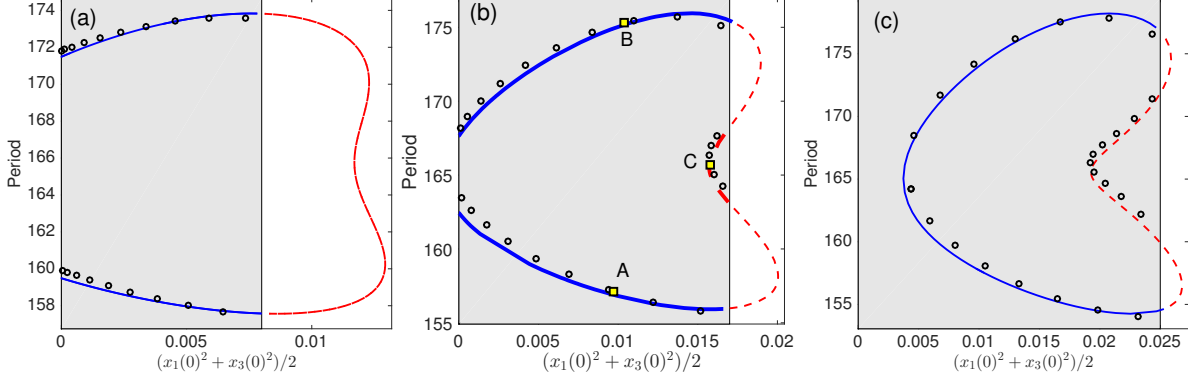 (a)
174
172
170
168
166
164
162
160
158
Period
0
0.005
0.01
(x₁(0)² + x₃(0)²)/2
(b)
180
175
170
165
160
155
Period
B
C
A
0
0.005
0.01
0.015
0.02
(x₁(0)² + x₃(0)²)/2
(c)
175
170
165
160
155
Period
0
0.005
0.01
0.015
0.02
0.025
(x₁(0)² + x₃(0)²)/2